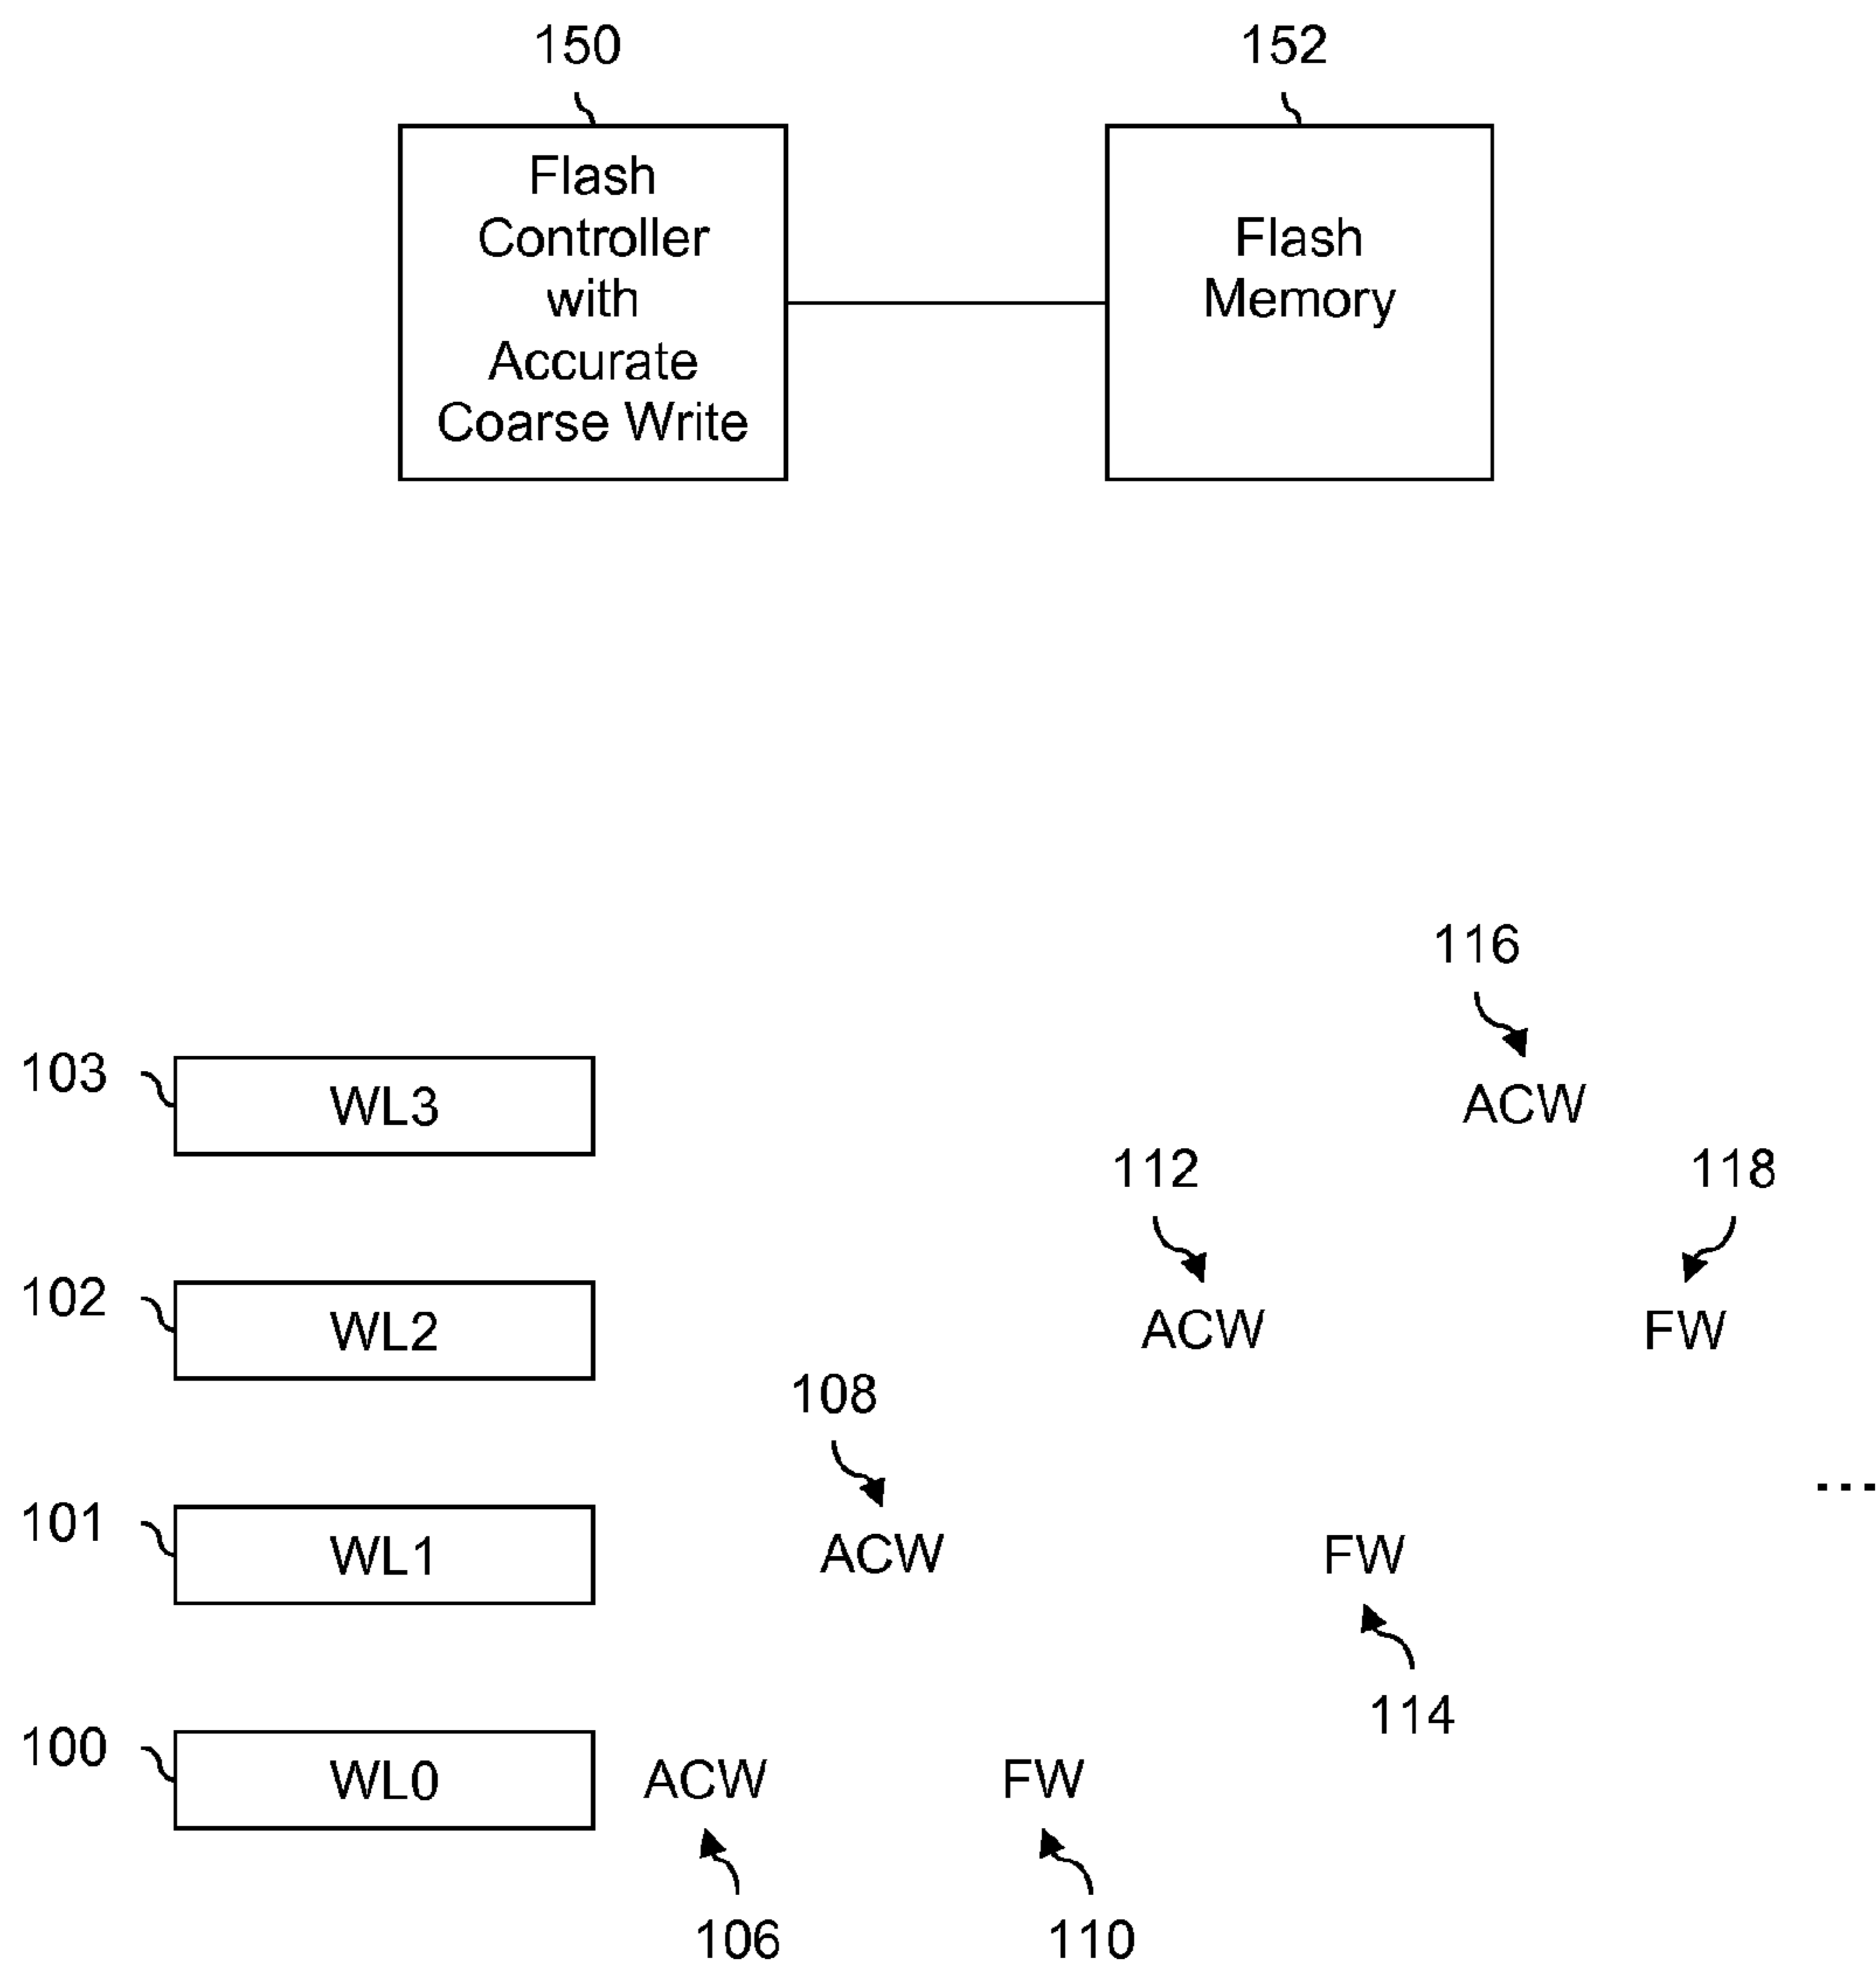 150
152
Flash
Controller
with
Accurate
Coarse Write
Flash
Memory
116
103
WL3
ACW
112
118
102
WL2
ACW
FW
108
...
101
WL1
ACW
FW
114
100
WL0
ACW
FW
106
110